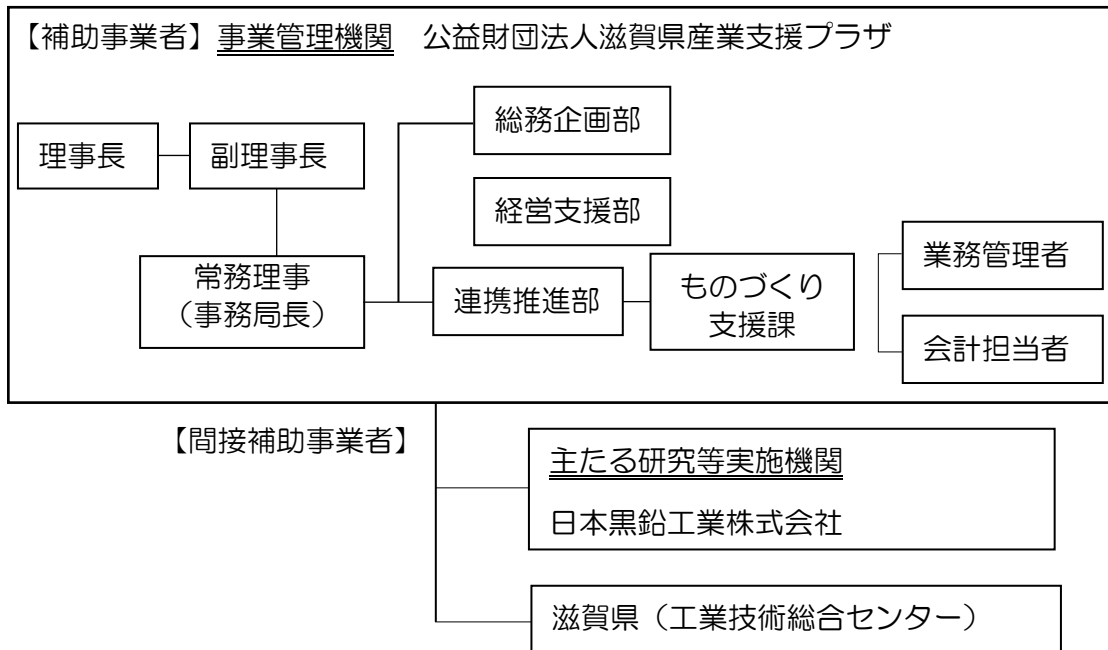 【補助事業者】事業管理機関　公益財団法人滋賀県産業支援プラザ
総務企画部
理事長
副理事長
経営支援部
業務管理者
常務理事
（事務局長）
連携推進部
ものづくり
支援課
会計担当者
【間接補助事業者】
主たる研究等実施機関
日本黒鉛工業株式会社
滋賀県（工業技術総合センター）